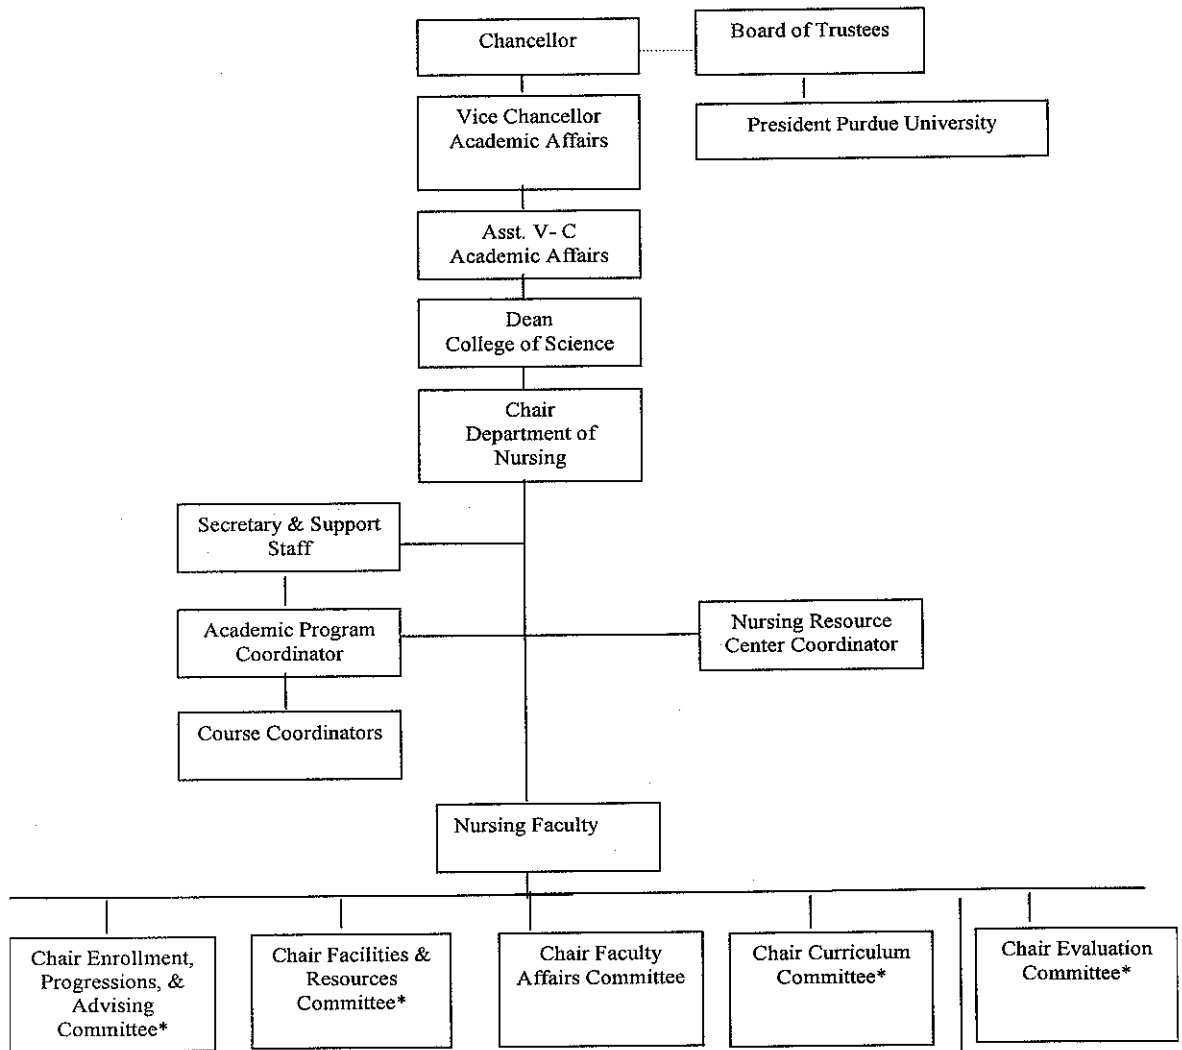 Chancellor
Board of Trustees
Vice Chancellor
Academic Affairs
President Purdue University
Asst. V- C
Academic Affairs
Dean
College of Science
Chair
Department of
Nursing
Secretary & Support
Staff
Academic Program
Coordinator
Nursing Resource
Center Coordinator
Course Coordinators
Nursing Faculty
Chair Enrollment,
Progressions, &
Advising
Committee*
Chair Facilities &
Resources
Committee*
Chair Faculty
Affairs Committee
Chair Curriculum
Committee*
Chair Evaluation
Committee*